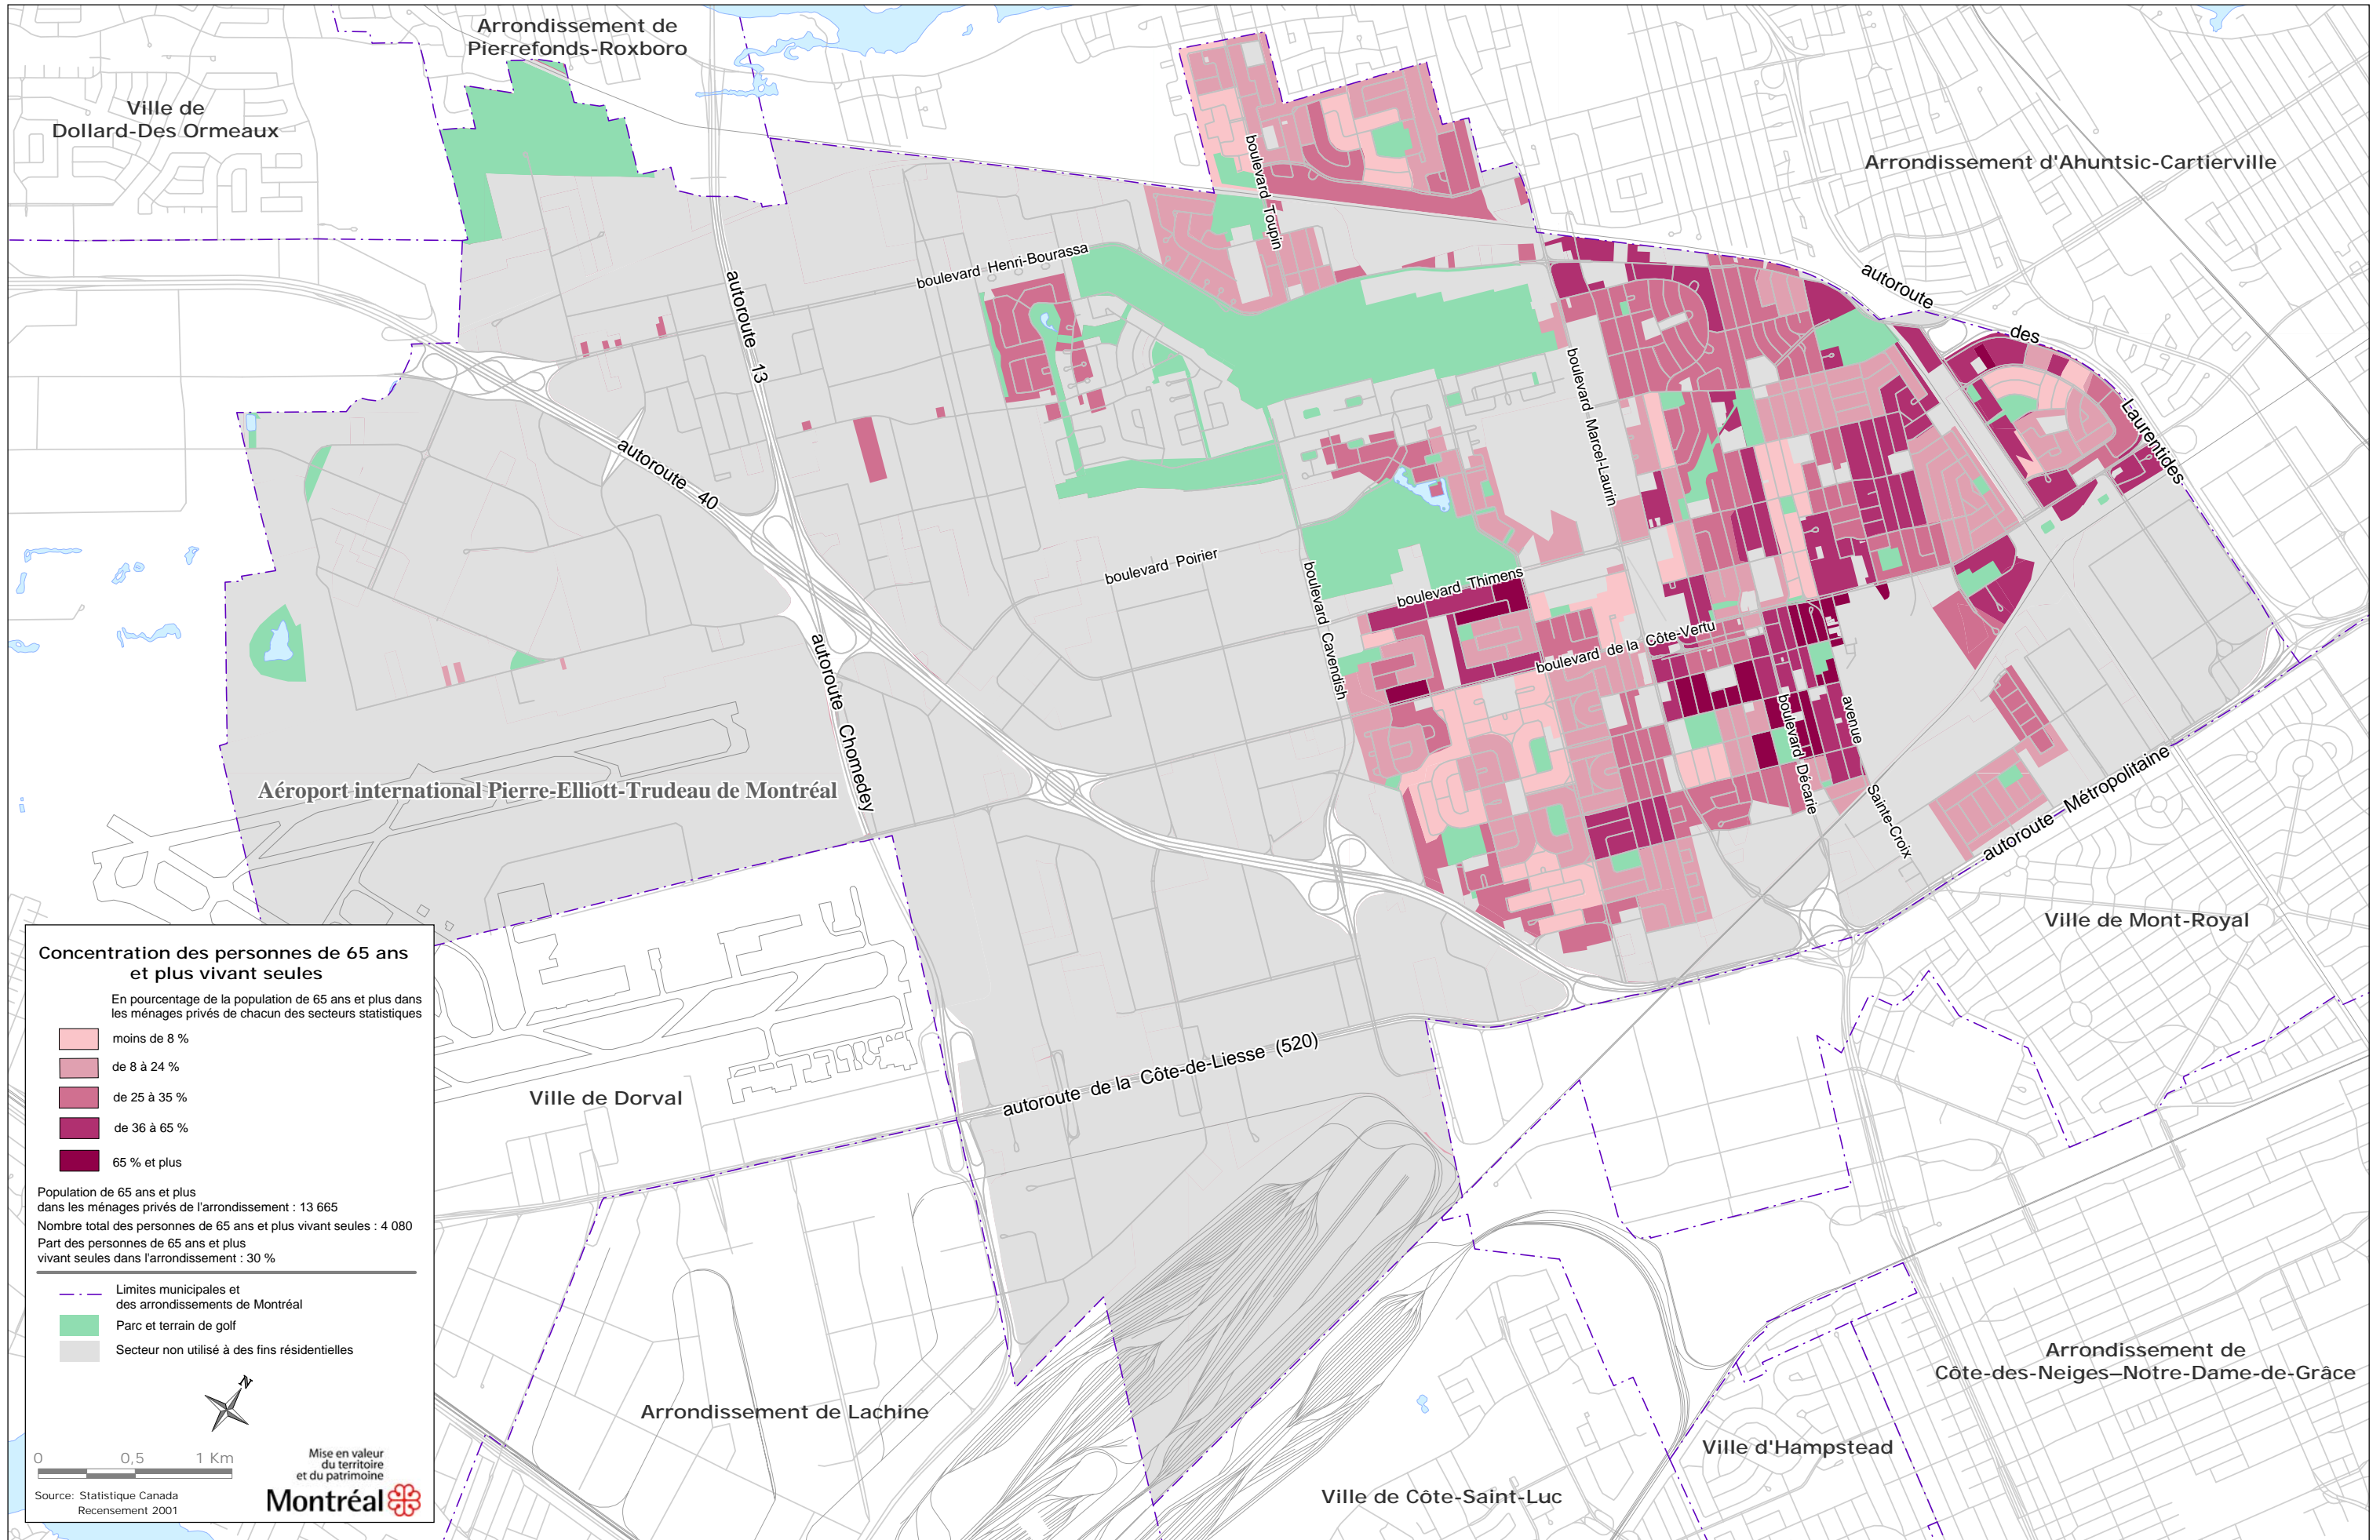 Arrondissement de
Pierrefonds-Roxboro
Ville de
Dollard-Des Ormeaux
Arrondissement d'Ahuntsic-Cartierville
boulevard Toupin
boulevard Henri-Bourassa
autoroute 13
autoroute
des
Laurentides
boulevard Marcel-Laurin
autoroute 40
boulevard Poirier
boulevard Thimens
boulevard Cavendish
boulevard de la Côte-Vertu
autoroute Chomedey
boulevard Décarie
avenue
Sainte-Croix
autoroute Métropolitaine
Aéroport international Pierre-Elliott-Trudeau de Montréal
Ville de Mont-Royal
autoroute de la Côte-de-Liesse (520)
Ville de Dorval
Arrondissement de Lachine
Arrondissement de
Côte-des-Neiges–Notre-Dame-de-Grâce
Ville d'Hampstead
Ville de Côte-Saint-Luc
Concentration des personnes de 65 ans
et plus vivant seules
En pourcentage de la population de 65 ans et plus dans
les ménages privés de chacun des secteurs statistiques
moins de 8 %
de 8 à 24 %
de 25 à 35 %
de 36 à 65 %
65 % et plus
Population de 65 ans et plus
dans les ménages privés de l'arrondissement : 13 665
Nombre total des personnes de 65 ans et plus vivant seules : 4 080
Part des personnes de 65 ans et plus
vivant seules dans l'arrondissement : 30 %
Limites municipales et
des arrondissements de Montréal
Parc et terrain de golf
Secteur non utilisé à des fins résidentielles
N
0 0,5 1 Km
Source: Statistique Canada
Recensement 2001
Mise en valeur
du territoire
et du patrimoine
Montréal